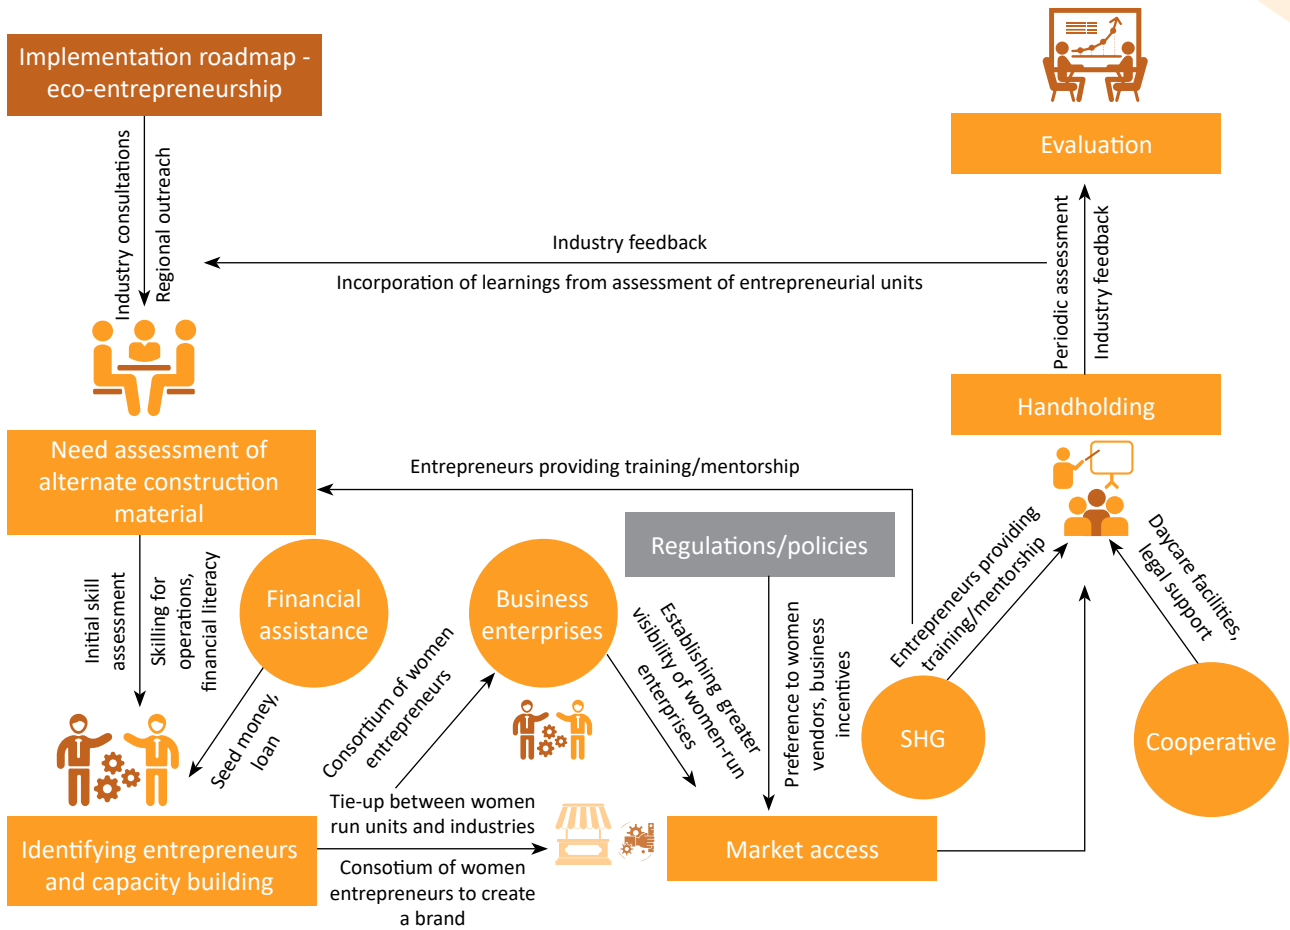 Implementation roadmap -
eco-entrepreneurship
Industry consultations
Regional outreach
Evaluation
Periodic assessment
Industry feedback
Industry feedback
Incorporation of learnings from assessment of entrepreneurial units
Handholding
Need assessment of
alternate construction
material
Entrepreneurs providing training/mentorship
Regulations/policies
Initial skill
assessment
Skilling for
operations,
financial literacy
Financial
assistance
Seed money,
loan
Business
enterprises
Consortium of women
entrepreneurs
Establishing greater
visibility of women-run
enterprises
Preference to women
vendors, business
incentives
Entrepreneurs providing
training/mentorship
Daycare facilities,
legal support
SHG
Cooperative
Identifying entrepreneurs
and capacity building
Tie-up between women
run units and industries
Consotium of women
entrepreneurs to create
a brand
Market access